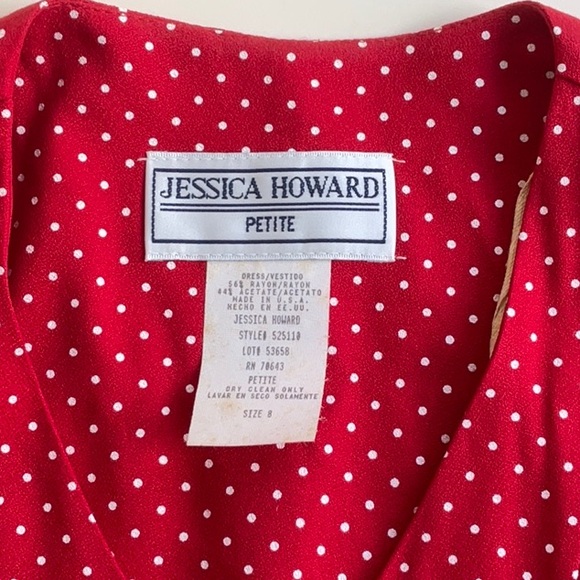 JESSICA HOWARD
PETITE
DRESS/VESTIDO
56% RAYON/RAYON
44% ACETATE/ACETATO
MADE IN U.S.A.
HECHO EN EE.UU.
JESSICA HOWARD
STYLE# 525110
LOT# 53658
RN 70643
PETITE
DRY CLEAN ONLY
LAVAR EN SECO SOLAMENTE
SIZE 8